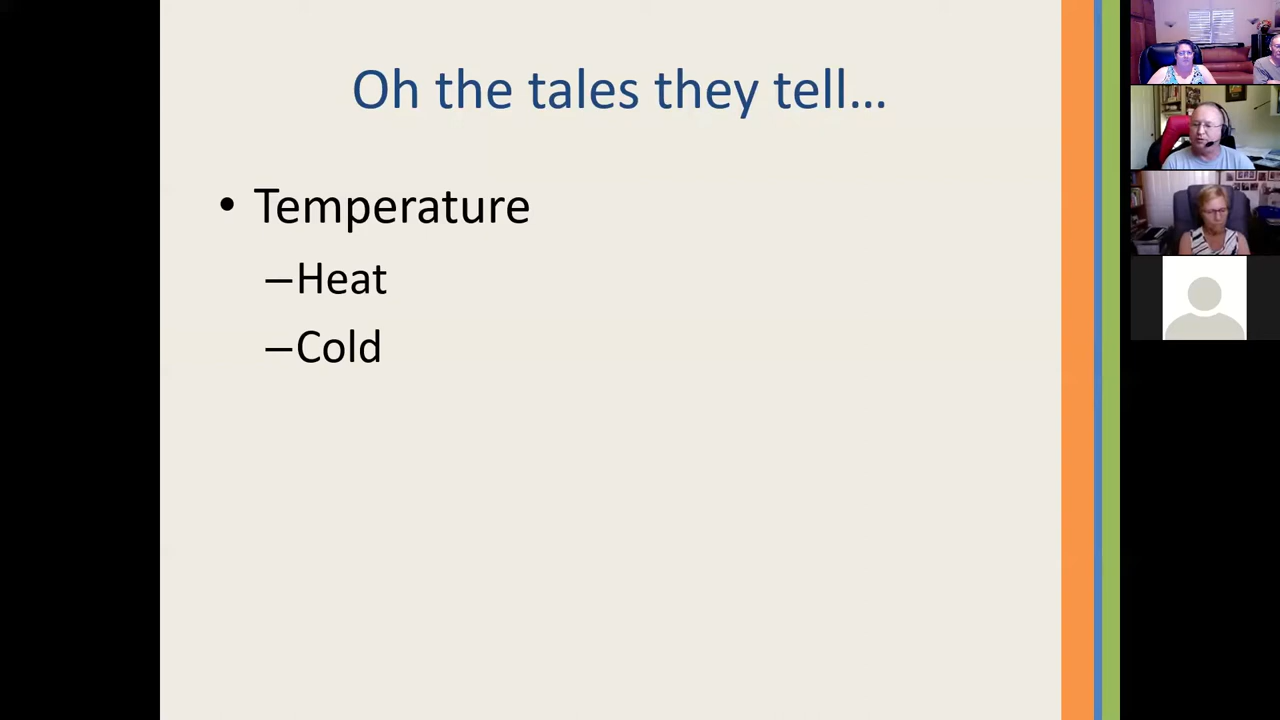 Oh the tales they tell…
• Temperature
–Heat
–Cold